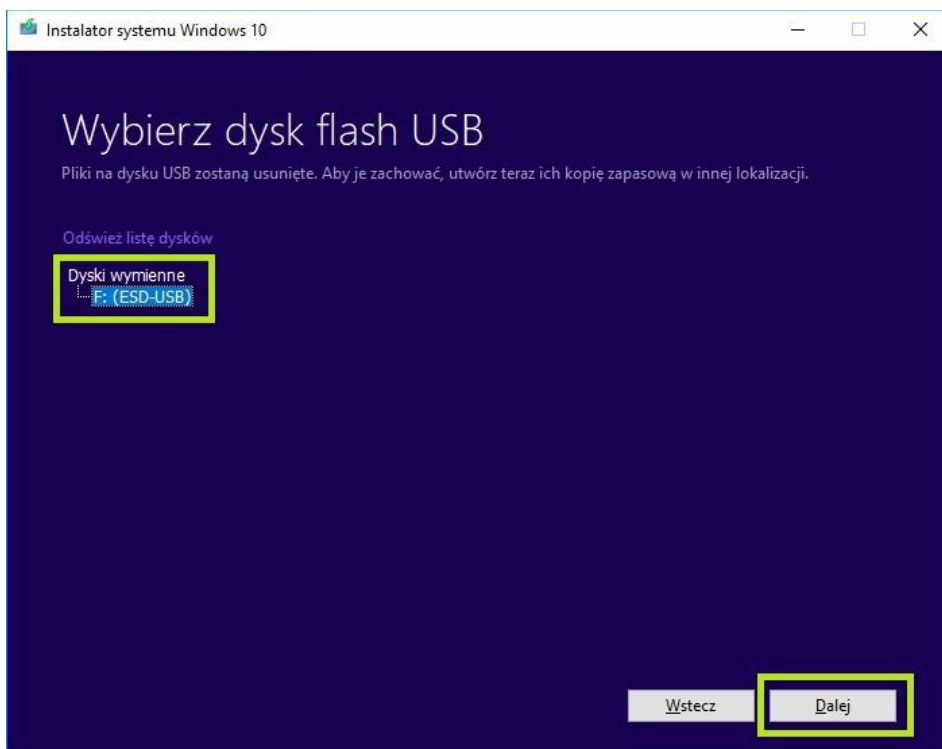 Instalator systemu Windows 10
Wybierz dysk flash USB
Pliki na dysku USB zostaną usunięte. Aby je zachować, utwórz teraz ich kopię zapasową w innej lokalizacji.
Odśwież listę dysków
Dyski wymienne
F: (ESD-USB)
Wstecz Dalej